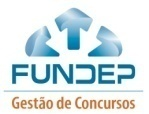 FUNDEP
Gestão de Concursos